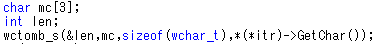 char mc[3];
int len;
wctomb_s(&len,mc,sizeof(wchar_t),*(*itr)->GetChar());